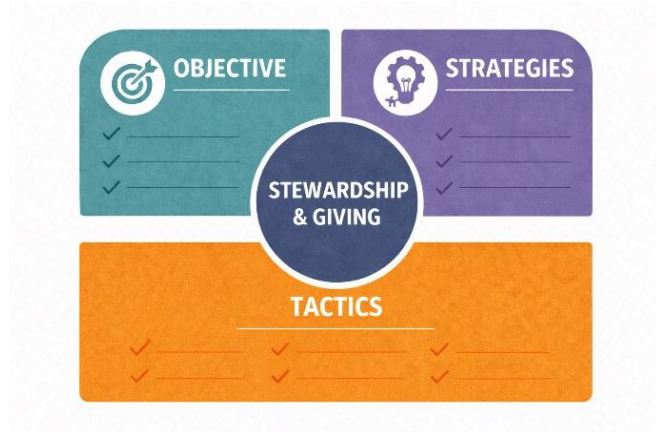 OBJECTIVE
STRATEGIES
STEWARDSHIP
& GIVING
TACTICS